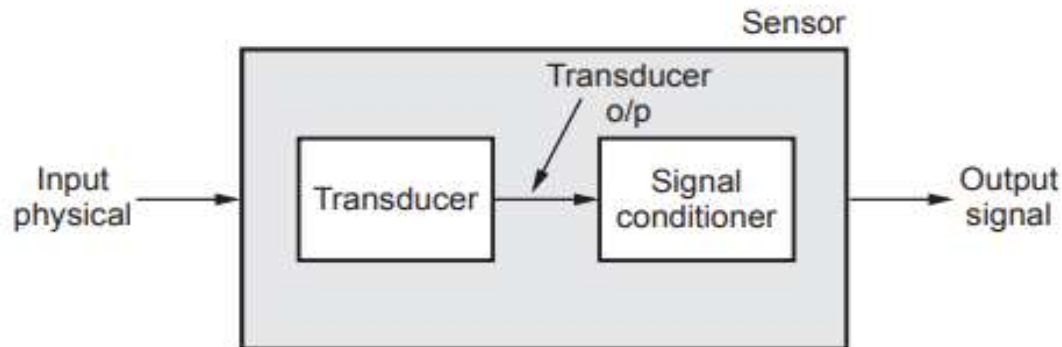 Sensor
Transducer
o/p
Input
physical
Transducer
Signal
conditioner
Output
signal